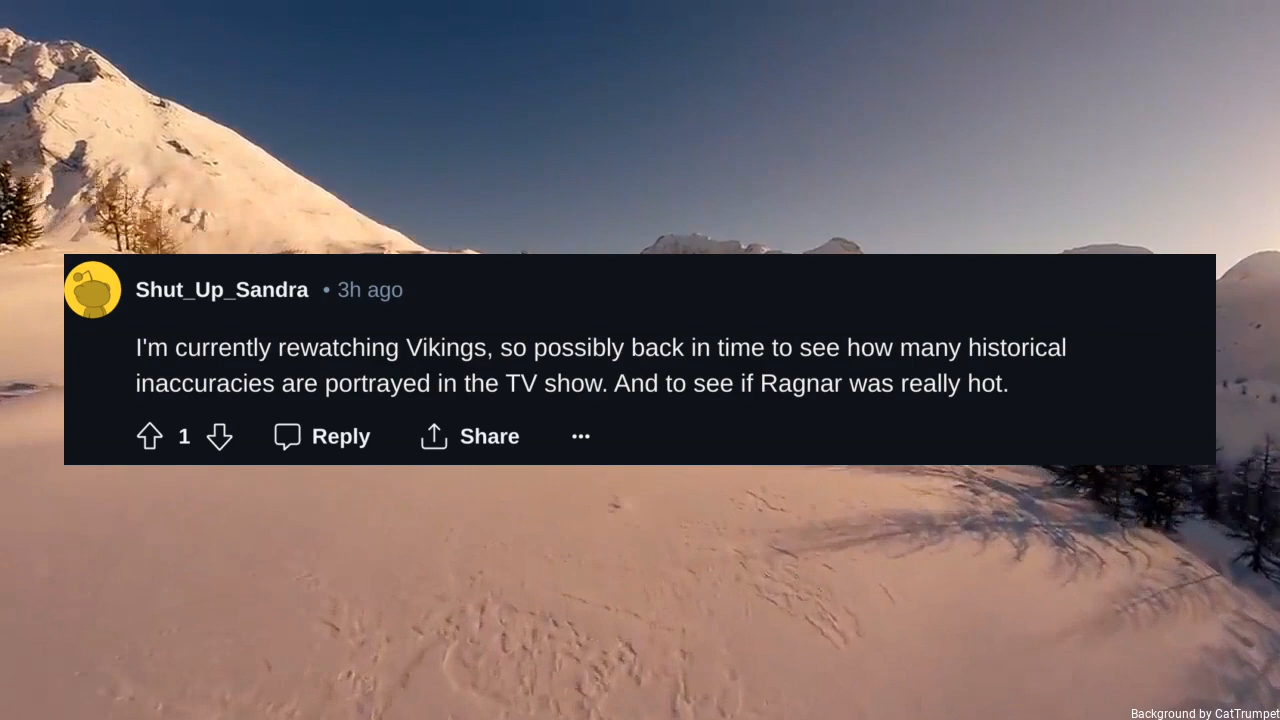 Shut_Up_Sandra • 3h ago
I'm currently rewatching Vikings, so possibly back in time to see how many historical
inaccuracies are portrayed in the TV show. And to see if Ragnar was really hot.
1 Reply Share ···
Background by CatTrumpet